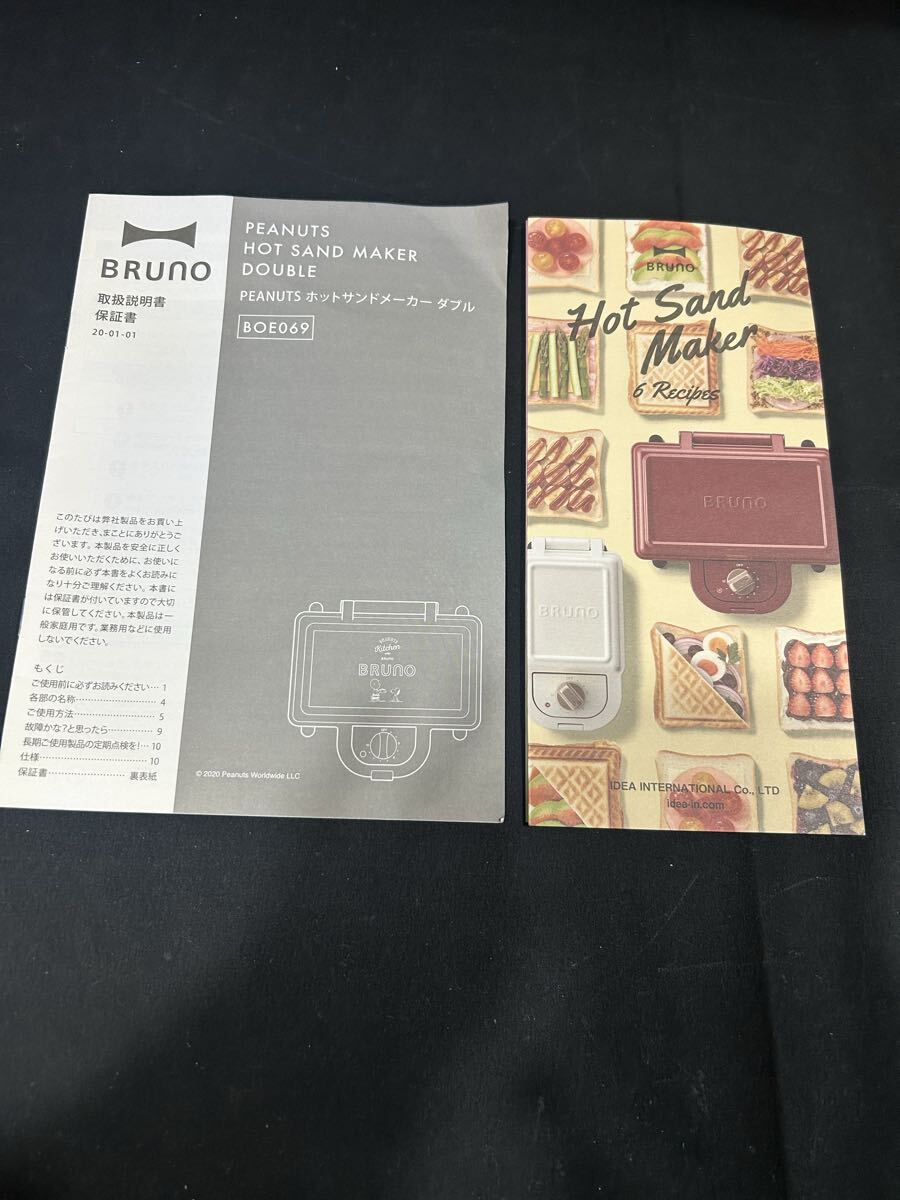 BRUNO
取扱説明書
保証書
20-01-01
このたびは弊社製品をお買い上
げいただき、まことにありがとうご
ざいます。本製品を安全に正しく
お使いいただくために、お使いに
なる前に必ず本書をよくお読みに
なり十分ご理解ください。本書に
は保証書が付いていますので大切
に保管してください。本製品は一
般家庭用です。業務用などに使用
しないでください。
もくじ
ご使用前に必ずお読みください… 1
各部の名称…………………… 4
ご使用方法…………………… 5
故障かな?と思ったら………… 9
長期ご使用製品の定期点検を!… 10
仕様…………………………… 10
保証書…………………… 裏表紙
PEANUTS
HOT SAND MAKER
DOUBLE
PEANUTS ホットサンドメーカー ダブル
BOE069
PEANUTS
Kitchen
BRUNO
OFF
© 2020 Peanuts Worldwide LLC
BRUNO
Hot Sand
Maker
6 Recipes
BRUNO
OFF
BRUNO
OFF
IDEA INTERNATIONAL Co., LTD
idea-in.com